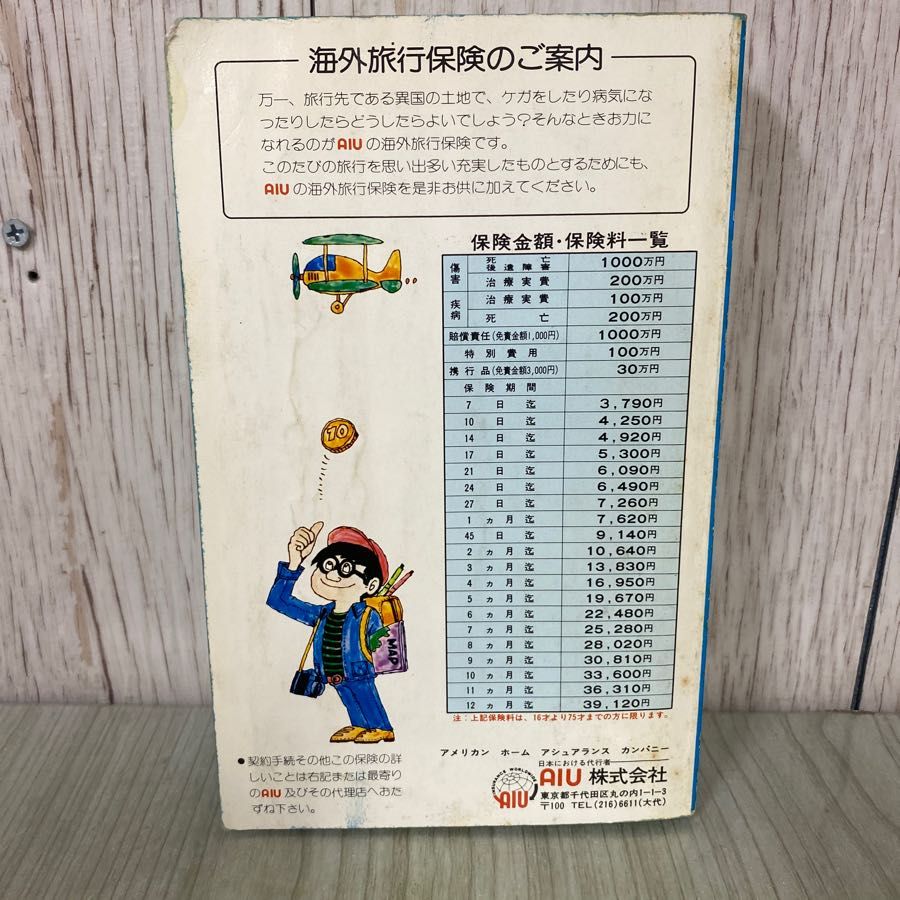 海外旅行保険のご案内
万一、旅行先である異国の土地で、ケガをしたり病気にな
ったりしたらどうしたらよいでしょう?そんなときお力に
なれるのがAIUの海外旅行保険です。
このたびの旅行を思い出多い充実したものとするためにも、
AIUの海外旅行保険を是非お供に加えてください。
保険金額・保険料一覧
傷害 死亡 後遺障害 1000万円
治療実費 200万円
疾病 治療実費 100万円
死亡 200万円
賠償責任(免責金額1,000円) 1000万円
特別費用 100万円
携行品(免責金額3,000円) 30万円
保険期間
7日迄 3,790円
10日迄 4,250円
14日迄 4,920円
17日迄 5,300円
21日迄 6,090円
24日迄 6,490円
27日迄 7,260円
1ヵ月迄 7,620円
45日迄 9,140円
2ヵ月迄 10,640円
3ヵ月迄 13,830円
4ヵ月迄 16,950円
5ヵ月迄 19,670円
6ヵ月迄 22,480円
7ヵ月迄 25,280円
8ヵ月迄 28,020円
9ヵ月迄 30,810円
10ヵ月迄 33,600円
11ヵ月迄 36,310円
12ヵ月迄 39,120円
注:上記保険料は、16才より75才までの方に限ります。
10
MAP
●契約手続その他この保険の詳
しいことは右記または最寄り
のAIU及びその代理店へおた
ずね下さい。
アメリカン ホーム アシュアランス カンパニー
日本における代行者
INSURANCE WORLDWIDE
AIU
AIU株式会社
東京都千代田区丸の内1-1-3
〒100 TEL(216)6611(大代)